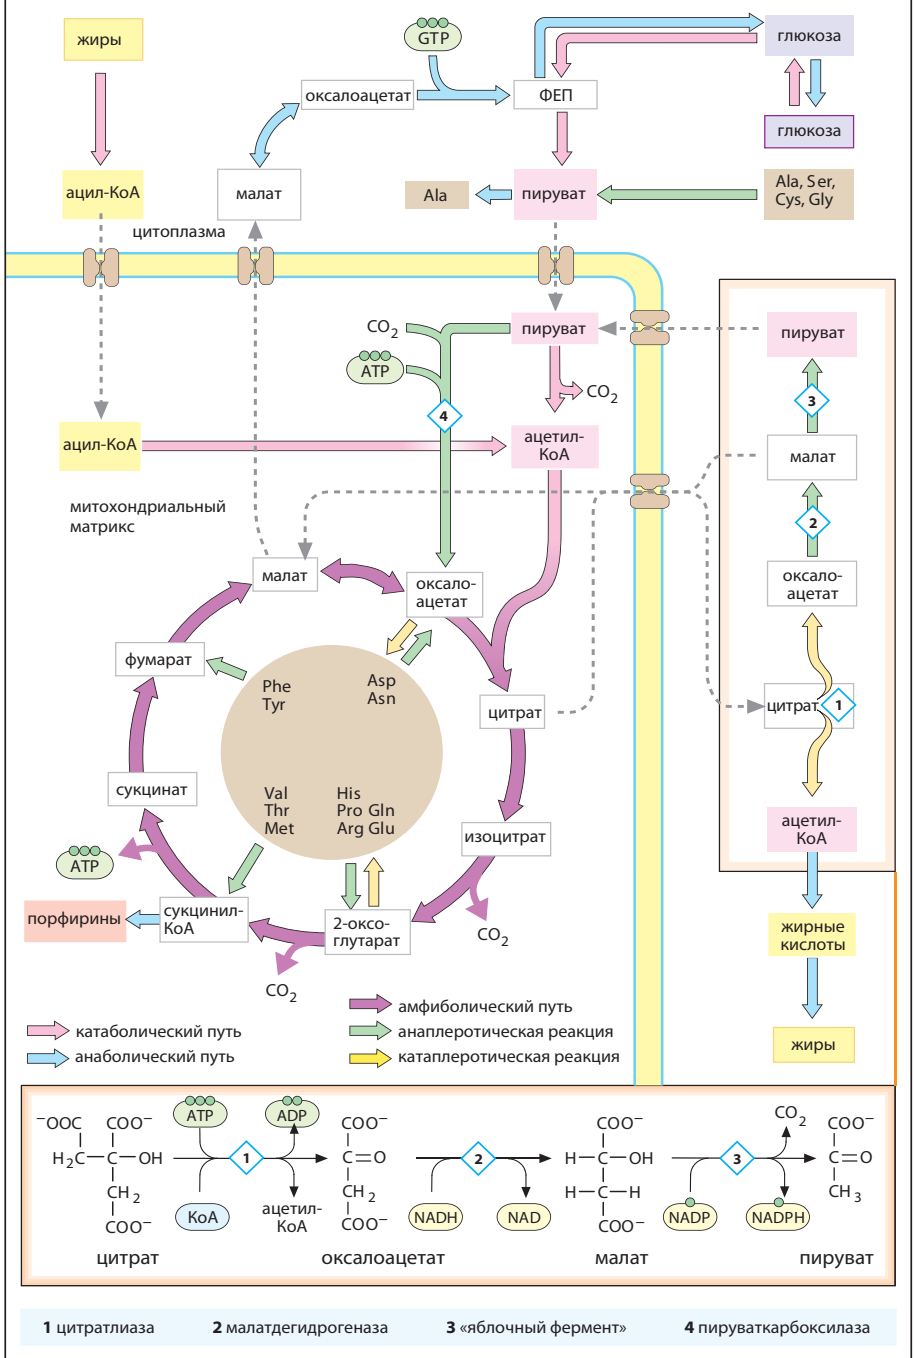 жиры
GTP
глюкоза
оксалоацетат
ФЕП
глюкоза
ацил-КоА
малат
Ala
пируват
Ala, Ser,
Cys, Gly
цитоплазма
CO2
пируват
пируват
ATP
CO2
3
4
ацил-КоА
ацетил-
КоА
малат
митохондриальный
матрикс
2
малат
оксало-
ацетат
оксало-
ацетат
фумарат
Phe
Tyr
Asp
Asn
цитрат
цитрат
1
сукцинат
Val
Thr
Met
His
Pro Gln
Arg Glu
изоцитрат
ацетил-
КоА
ATP
порфирины
сукцинил-
КоА
2-оксо-
глутарат
CO2
жирные
кислоты
CO2
амфиболический путь
катаболический путь
анаплеротическая реакция
анаболический путь
катаплеротическая реакция
жиры
−OOC COO−
H2C C OH
CH2
COO−
цитрат
ATP
1
ADP
КоА
ацетил-
КоА
COO−
C=O
CH2
COO−
оксалоацетат
2
NADH
NAD
COO−
H C OH
H C H
COO−
малат
3
CO2
NADP
NADPH
COO−
C=O
CH3
пируват
1 цитратлиаза
2 малатдегидрогеназа
3 «яблочный фермент»
4 пируваткарбоксилаза